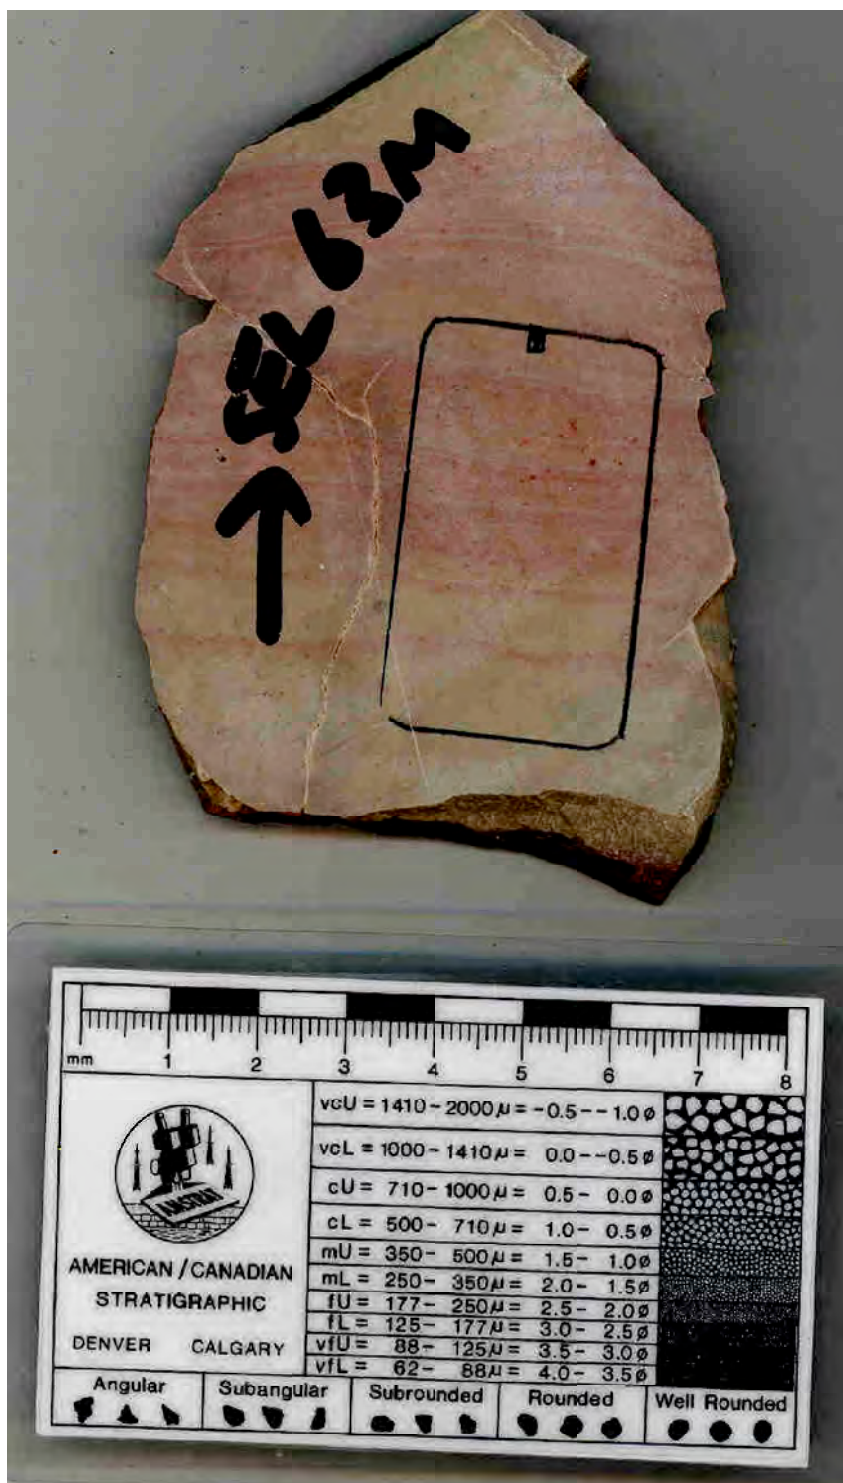 63M
mm 1 2 3 4 5 6 7 8
vcU = 1410 - 2000 µ = -0.5 - -1.0 ø
vcL = 1000 - 1410 µ = 0.0 - -0.5 ø
cU = 710 - 1000 µ = 0.5 - 0.0 ø
cL = 500 - 710 µ = 1.0 - 0.5 ø
mU = 350 - 500 µ = 1.5 - 1.0 ø
mL = 250 - 350 µ = 2.0 - 1.5 ø
fU = 177 - 250 µ = 2.5 - 2.0 ø
fL = 125 - 177 µ = 3.0 - 2.5 ø
vfU = 88 - 125 µ = 3.5 - 3.0 ø
vfL = 62 - 88 µ = 4.0 - 3.5 ø
AMSTRAT
AMERICAN / CANADIAN
STRATIGRAPHIC
DENVER CALGARY
Angular Subangular Subrounded Rounded Well Rounded